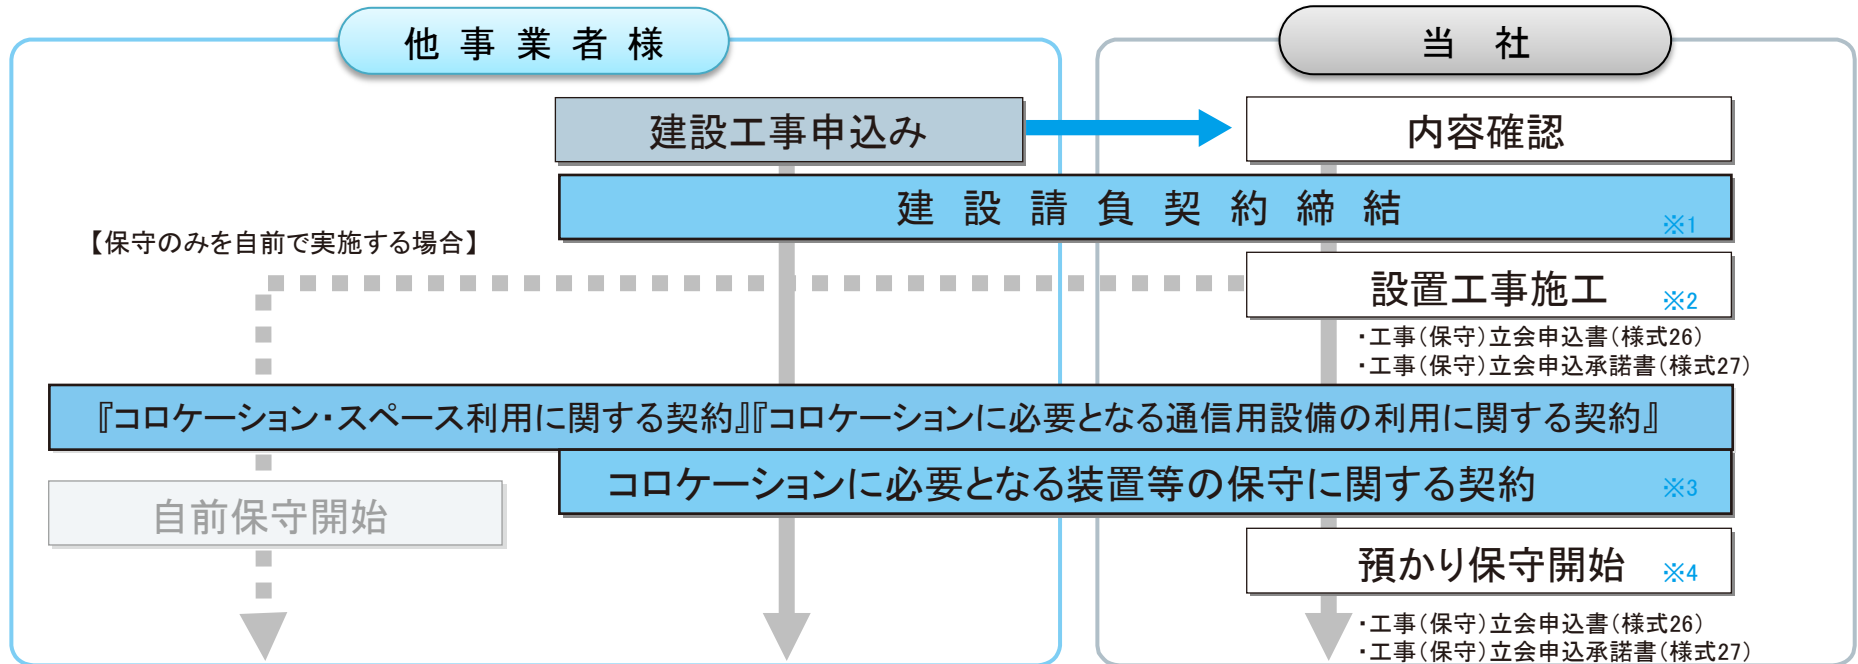 他事業者様
当社
建設工事申込み
内容確認
建設請負契約締結 ※1
【保守のみを自前で実施する場合】
設置工事施工 ※2
・工事(保守)立会申込書(様式26)
・工事(保守)立会申込承諾書(様式27)
『コロケーション・スペース利用に関する契約』『コロケーションに必要となる通信用設備の利用に関する契約』
コロケーションに必要となる装置等の保守に関する契約 ※3
自前保守開始
預かり保守開始 ※4
・工事(保守)立会申込書(様式26)
・工事(保守)立会申込承諾書(様式27)